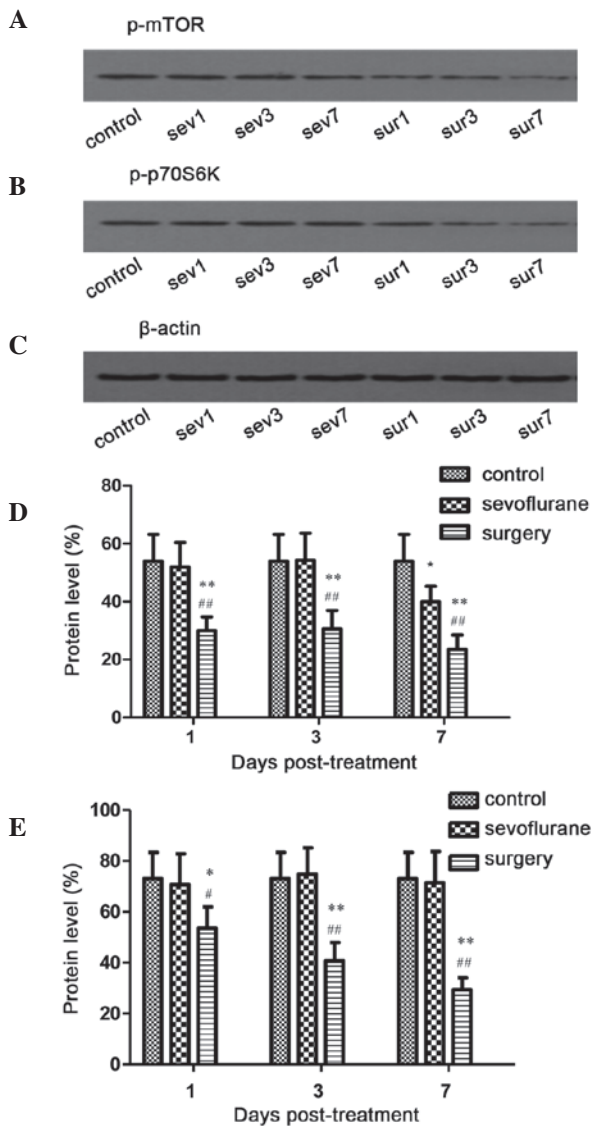 A
p-mTOR
control sev1 sev3 sev7 sur1 sur3 sur7
B
p-p70S6K
control sev1 sev3 sev7 sur1 sur3 sur7
C
β-actin
control sev1 sev3 sev7 sur1 sur3 sur7
D
control
sevoflurane
surgery
Protein level (%)
80
60
40
20
0
**
##
**
##
*
**
##
1 3 7
Days post-treatment
E
control
sevoflurane
surgery
Protein level (%)
100
80
60
40
20
0
*
#
**
##
**
##
1 3 7
Days post-treatment